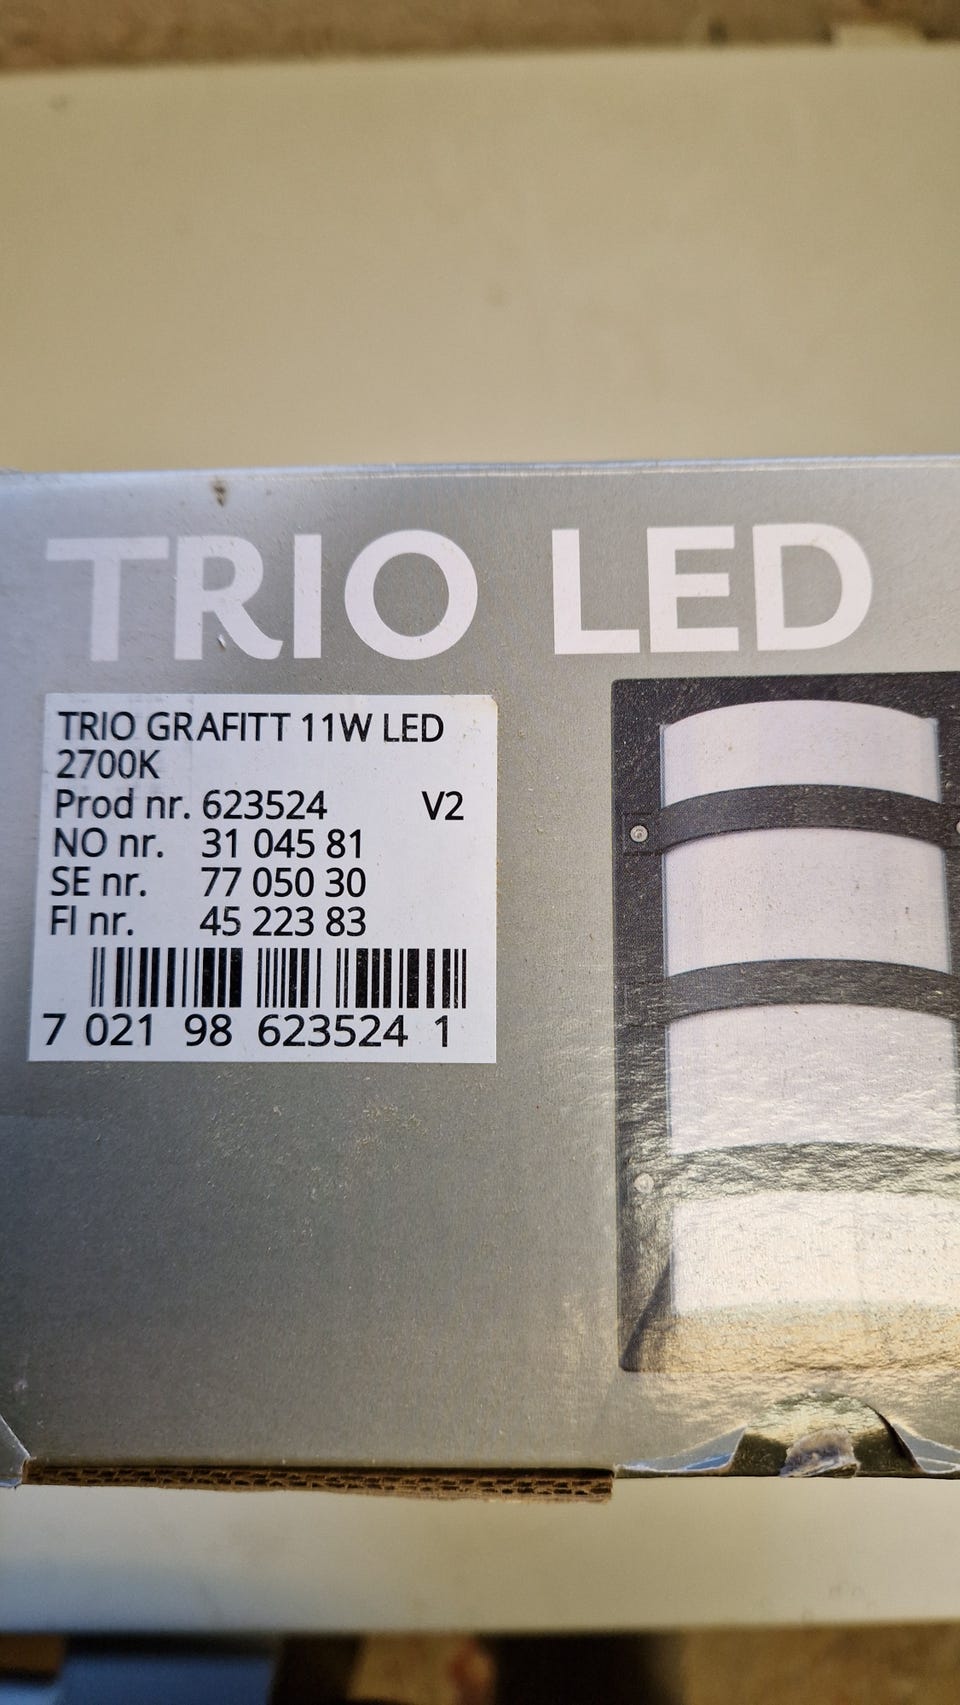 TRIO LED
TRIO GRAFITT 11W LED
2700K
Prod nr. 623524 V2
NO nr. 31 045 81
SE nr. 77 050 30
FI nr. 45 223 83
7 021 98 623524 1